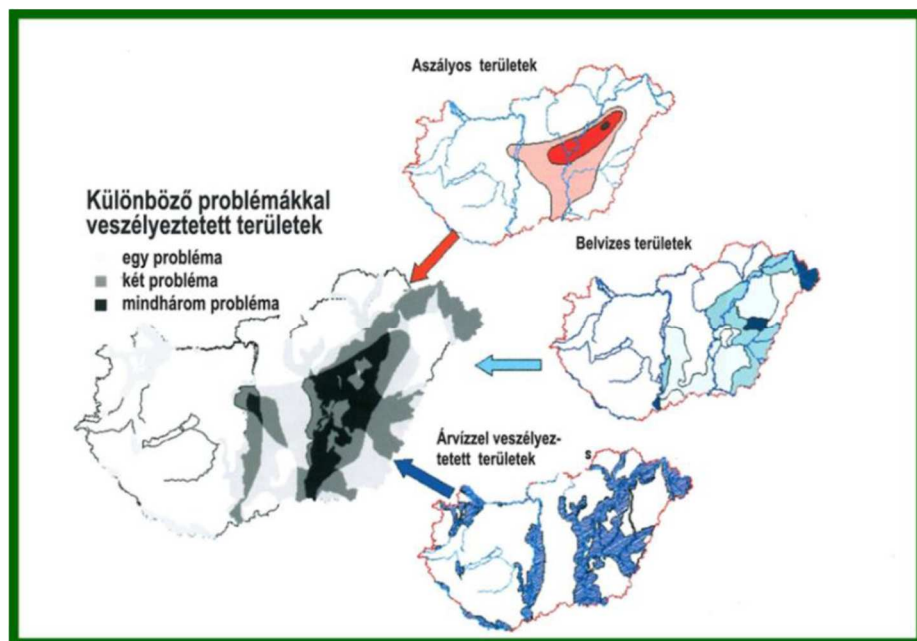 Aszályos területek
Különböző problémákkal
veszélyeztetett területek
egy probléma
két probléma
mindhárom probléma
Belvizes területek
Árvízzel veszélyez-
tetett területek
s